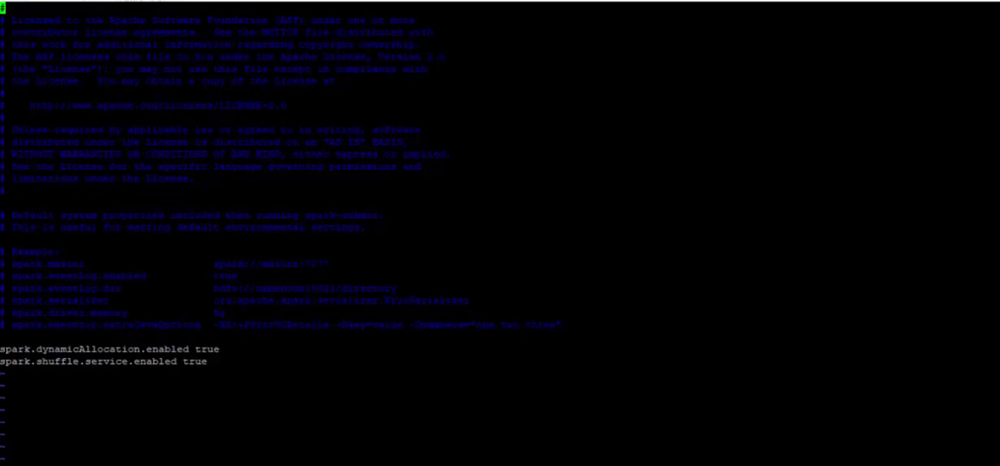 #
# Licensed to the Apache Software Foundation (ASF) under one or more
# contributor license agreements.  See the NOTICE file distributed with
# this work for additional information regarding copyright ownership.
# The ASF licenses this file to You under the Apache License, Version 2.0
# (the "License"); you may not use this file except in compliance with
# the License.  You may obtain a copy of the License at
#
#    http://www.apache.org/licenses/LICENSE-2.0
#
# Unless required by applicable law or agreed to in writing, software
# distributed under the License is distributed on an "AS IS" BASIS,
# WITHOUT WARRANTIES OR CONDITIONS OF ANY KIND, either express or implied.
# See the License for the specific language governing permissions and
# limitations under the License.
#
# Default system properties included when running spark-submit.
# This is useful for setting default environmental settings.
# Example:
# spark.master                     spark://master:7077
# spark.eventLog.enabled           true
# spark.eventLog.dir               hdfs://namenode:8021/directory
# spark.serializer                 org.apache.spark.serializer.KryoSerializer
# spark.driver.memory              5g
# spark.executor.extraJavaOptions  -XX:+PrintGCDetails -Dkey=value -Dnumbers="one two three"
spark.dynamicAllocation.enabled true
spark.shuffle.service.enabled true
~
~
~
~
~
~
~
~